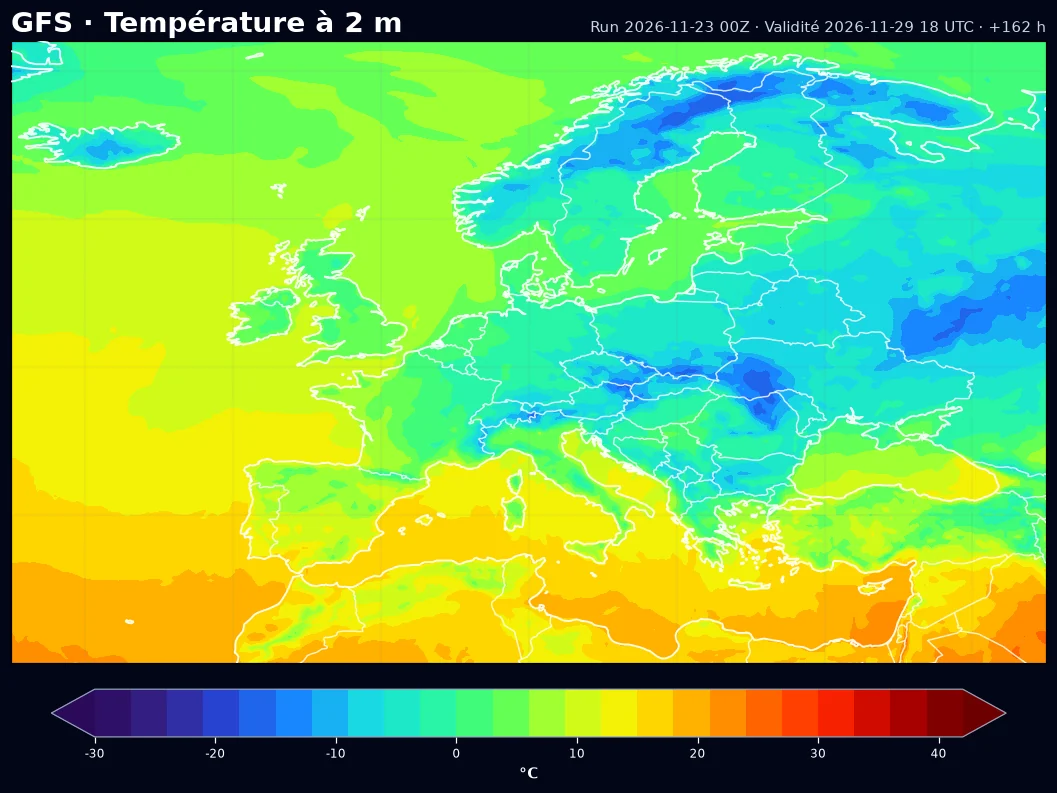 GFS · Température à 2 m
Run 2026-11-23 00Z · Validité 2026-11-29 18 UTC · +162 h
-30 -20 -10 0 10 20 30 40
°C